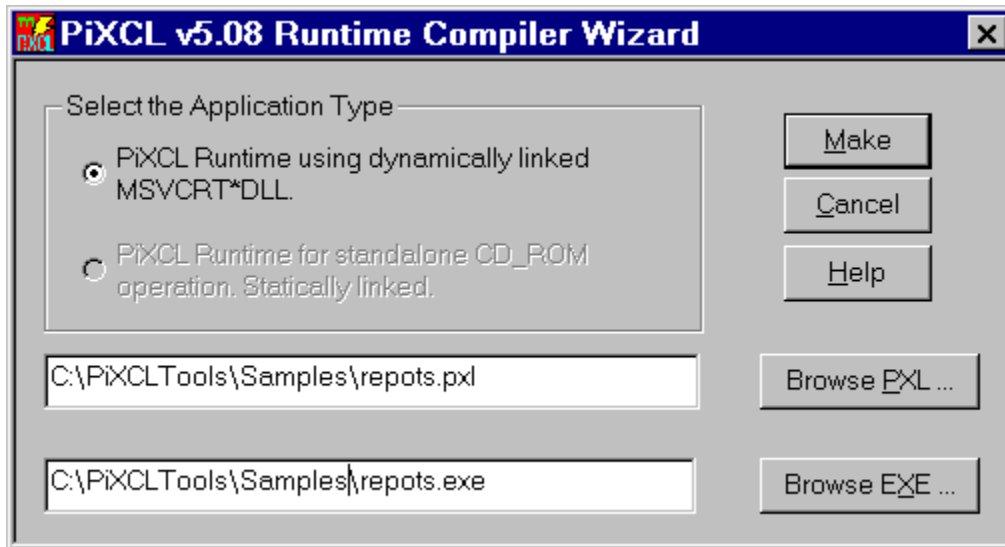 PiXCL v5.08 Runtime Compiler Wizard
Select the Application Type
PiXCL Runtime using dynamically linked
MSVCRT*DLL.
PiXCL Runtime for standalone CD_ROM
operation. Statically linked.
Make
Cancel
Help
C:\PiXCLTools\Samples\repots.pxl
Browse PXL ...
C:\PiXCLTools\Samples\repots.exe
Browse EXE ...